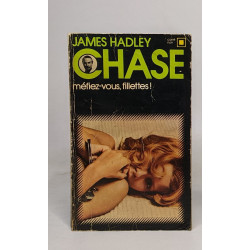 JAMES HADLEY
CHASE
méfiez-vous, fillettes!